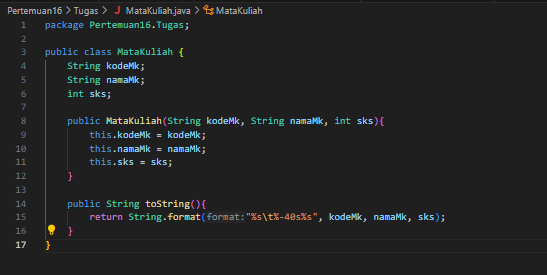 Pertemuan16 > Tugas > J MataKuliah.java > MataKuliah
1 package Pertemuan16.Tugas;
2
3 public class MataKuliah {
4 String kodeMk;
5 String namaMk;
6 int sks;
7
8 public MataKuliah(String kodeMk, String namaMk, int sks){
9 this.kodeMk = kodeMk;
10 this.namaMk = namaMk;
11 this.sks = sks;
12 }
13
14 public String toString(){
15 return String.format(format:"%s\t%-40s%s", kodeMk, namaMk, sks);
16 }
17 }